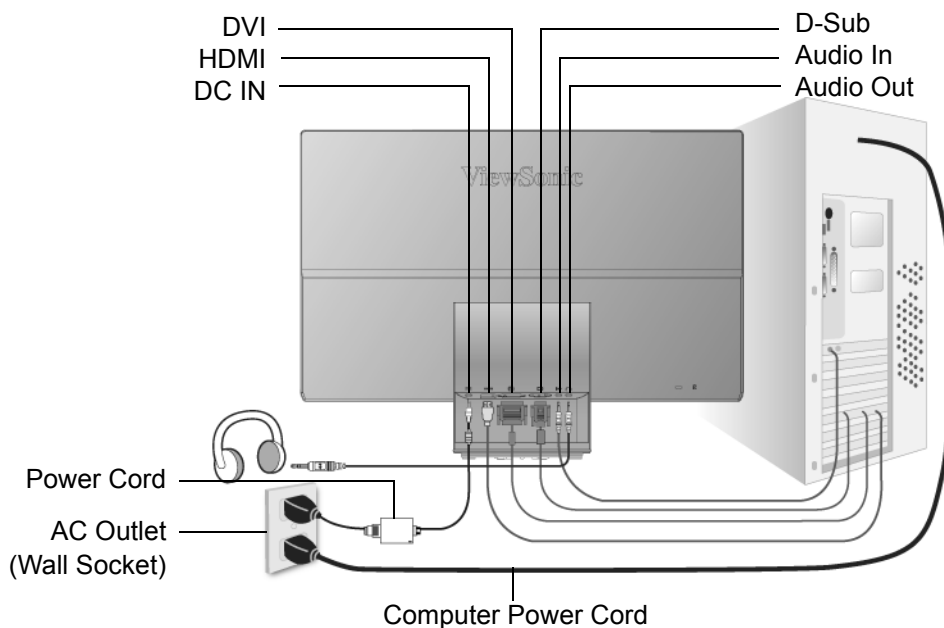 DVI
HDMI
DC IN
D-Sub
Audio In
Audio Out
ViewSonic
Power Cord
AC Outlet
(Wall Socket)
Computer Power Cord